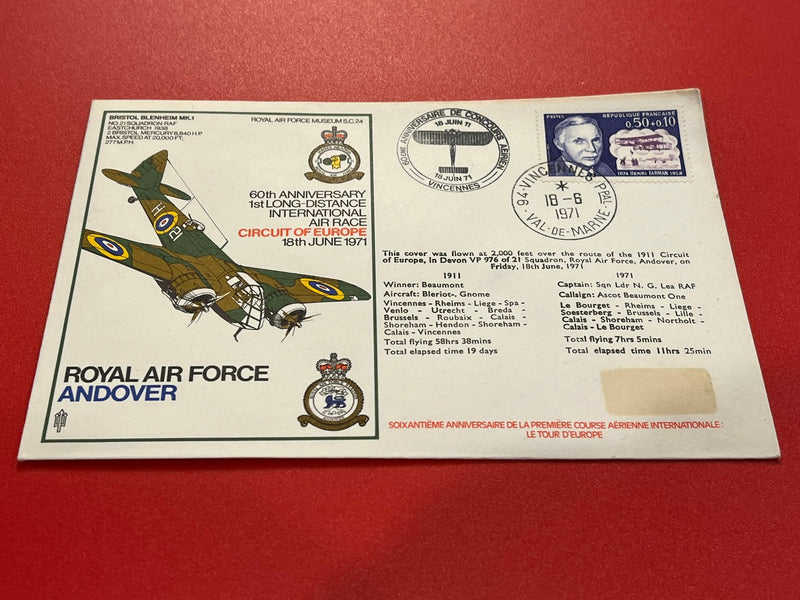 BRISTOL BLENHEIM MK.1
NO.21 SQUADRON RAF
EASTCHURCH 1938
2 BRISTOL MERCURY 8,840 H.P
MAX. SPEED AT 20,000 FT;
277 M.P.H.
ROYAL AIR FORCE MUSEUM S.C.24
60th ANNIVERSARY
1st LONG-DISTANCE
INTERNATIONAL
AIR RACE
CIRCUIT OF EUROPE
18th JUNE 1971
ROYAL AIR FORCE
ANDOVER
60ME ANNIVERSAIRE DE CONCOURS AERIEN
18 JUIN 11
18 JUIN 71
VINCENNES
POSTES
REPUBLIQUE FRANÇAISE
0,50+0,10
1874 HENRI FARMAN 1958
94-VINCENNES PPAL
18-6
1971
VAL-DE-MARNE
This cover was flown at 2,000 feet over the route of the 1911 Circuit
of Europe, in Devon VP 976 of 21 Squadron, Royal Air Force, Andover, on
Friday, 18th June, 1971
1911
Winner: Beaumont
Aircraft: Bleriot-. Gnome
Vincennes - Rheims - Liege - Spa -
Venlo - Utrecht - Breda -
Brussels - Roubaix - Calais -
Shoreham - Hendon - Shoreham -
Calais - Vincennes
Total flying 58hrs 38mins
Total elapsed time 19 days
1971
Captain: Sqn Ldr N. G. Lea RAF
Callsign: Ascot Beaumont One
Le Bourget - Rheims - Liege -
Soesterberg - Brussels - Lille -
Calais - Shoreham - Northolt -
Calais - Le Bourget
Total flying 7hrs 5mins
Total elapsed time 11hrs 25min
SOIXANTIÈME ANNIVERSAIRE DE LA PREMIÈRE COURSE AÉRIENNE INTERNATIONALE:
LE TOUR D'EUROPE